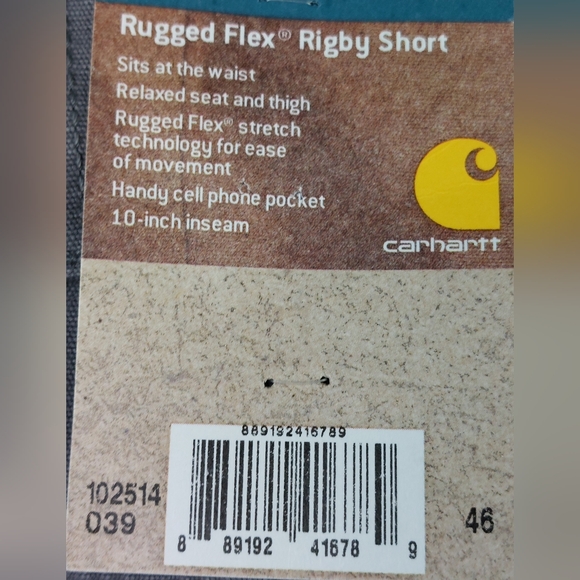 Rugged Flex® Rigby Short
Sits at the waist
Relaxed seat and thigh
Rugged Flex® stretch
technology for ease
of movement
Handy cell phone pocket
10-inch inseam
carhartt
889192416789
102514
039
46
8 89192 41678 9